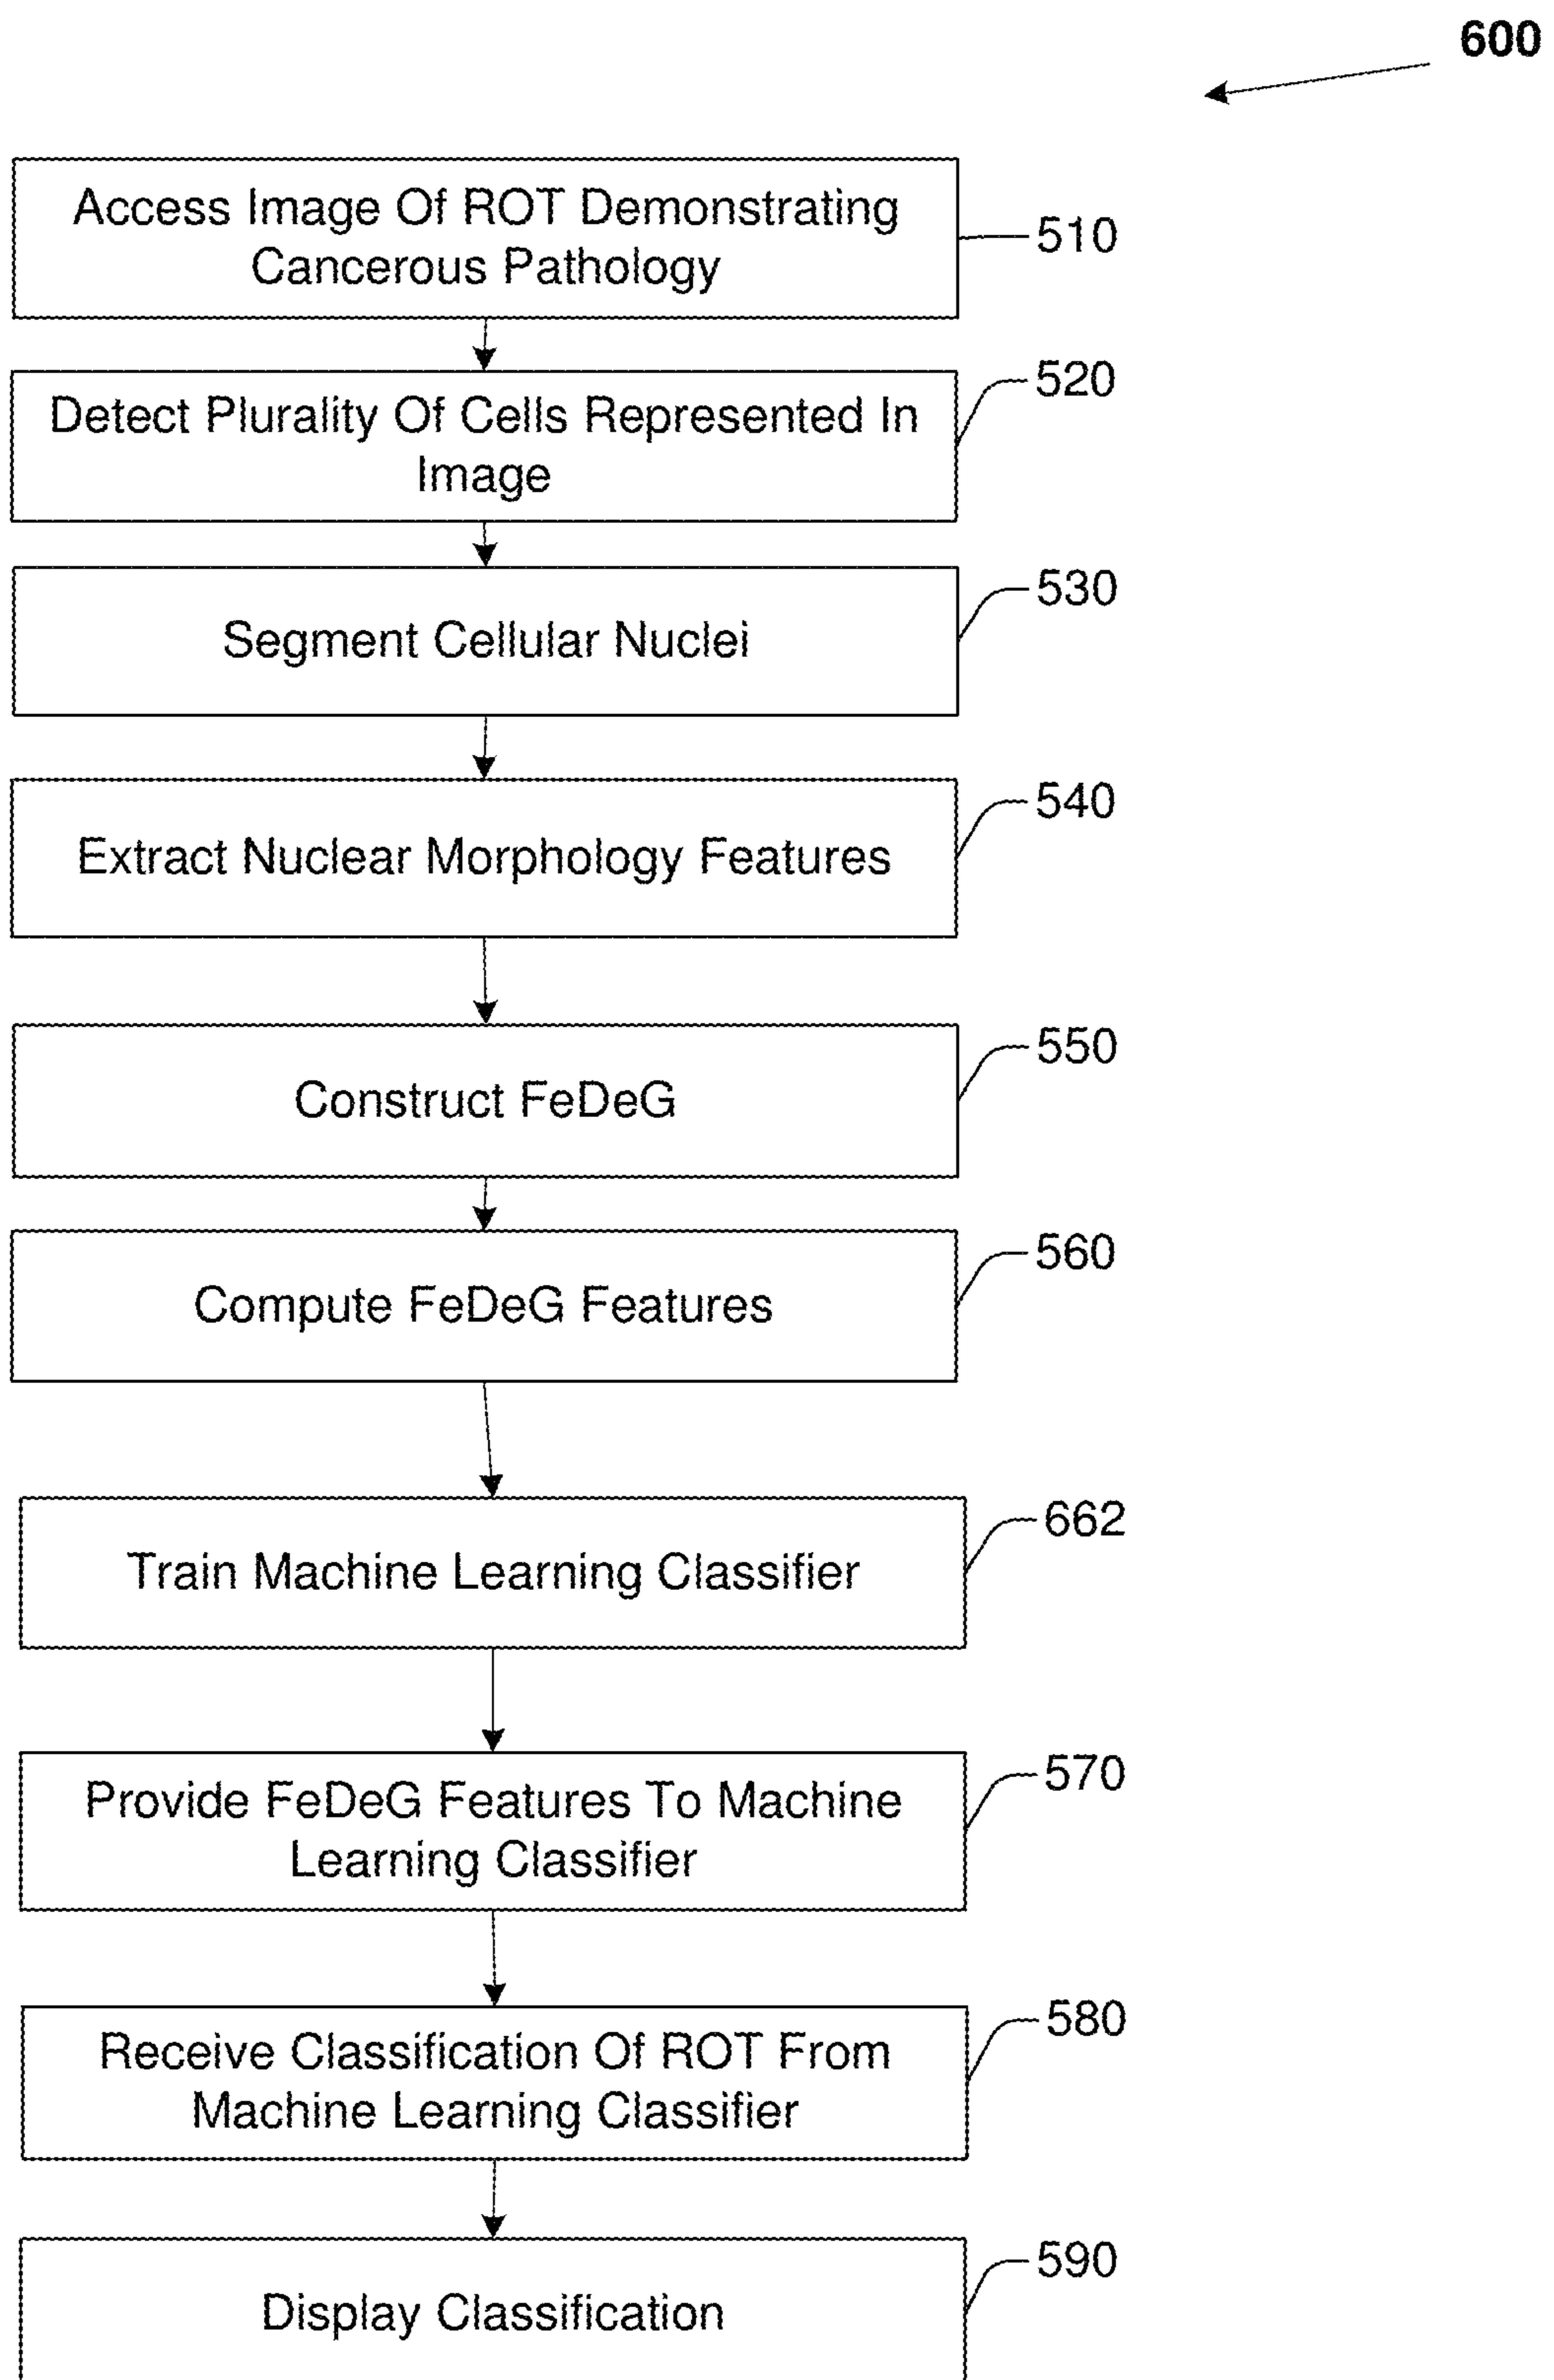 600
Access Image Of ROT Demonstrating
Cancerous Pathology
510
Detect Plurality Of Cells Represented In
Image
520
Segment Cellular Nuclei
530
Extract Nuclear Morphology Features
540
Construct FeDeG
550
Compute FeDeG Features
560
Train Machine Learning Classifier
662
Provide FeDeG Features To Machine
Learning Classifier
570
Receive Classification Of ROT From
Machine Learning Classifier
580
Display Classification
590